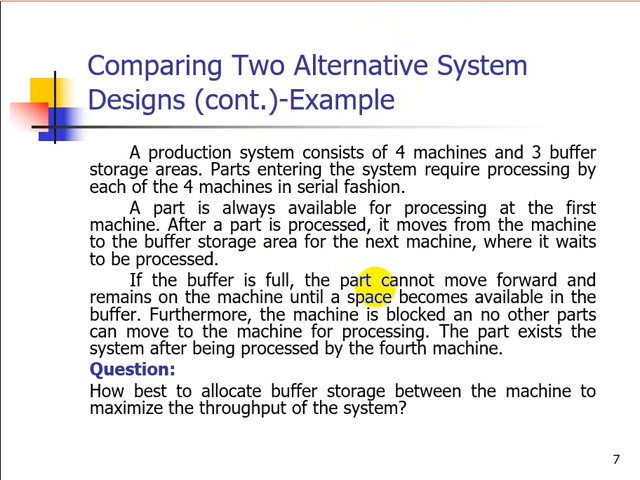 Comparing Two Alternative System
Designs (cont.)-Example
A production system consists of 4 machines and 3 buffer
storage areas. Parts entering the system require processing by
each of the 4 machines in serial fashion.
A part is always available for processing at the first
machine. After a part is processed, it moves from the machine
to the buffer storage area for the next machine, where it waits
to be processed.
If the buffer is full, the part cannot move forward and
remains on the machine until a space becomes available in the
buffer. Furthermore, the machine is blocked an no other parts
can move to the machine for processing. The part exists the
system after being processed by the fourth machine.
Question:
How best to allocate buffer storage between the machine to
maximize the throughput of the system?
7